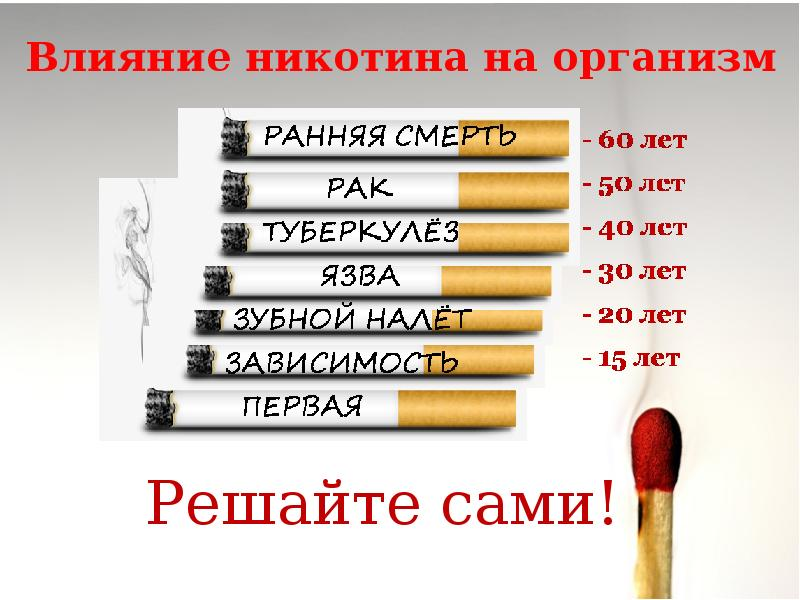 Влияние никотина на организм
РАННЯЯ СМЕРТЬ - 60 лет
РАК - 50 лет
ТУБЕРКУЛЁЗ - 40 лет
ЯЗВА - 30 лет
ЗУБНОЙ НАЛЁТ - 20 лет
ЗАВИСИМОСТЬ - 15 лет
ПЕРВАЯ
Решайте сами!